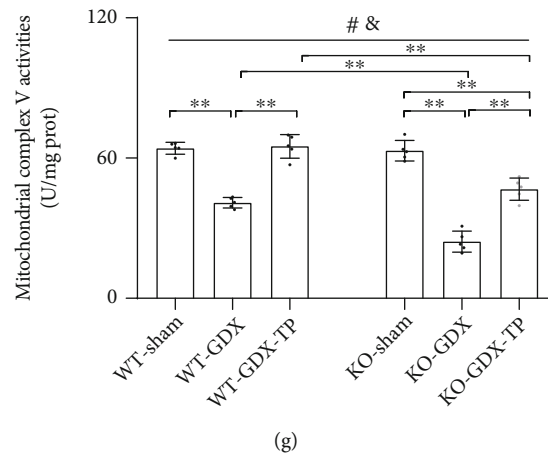 120
60
0
Mitochondrial complex V activities
(U/mg prot)
# &
**
**
**
** **
** **
WT-sham
WT-GDX
WT-GDX-TP
KO-sham
KO-GDX
KO-GDX-TP
(g)